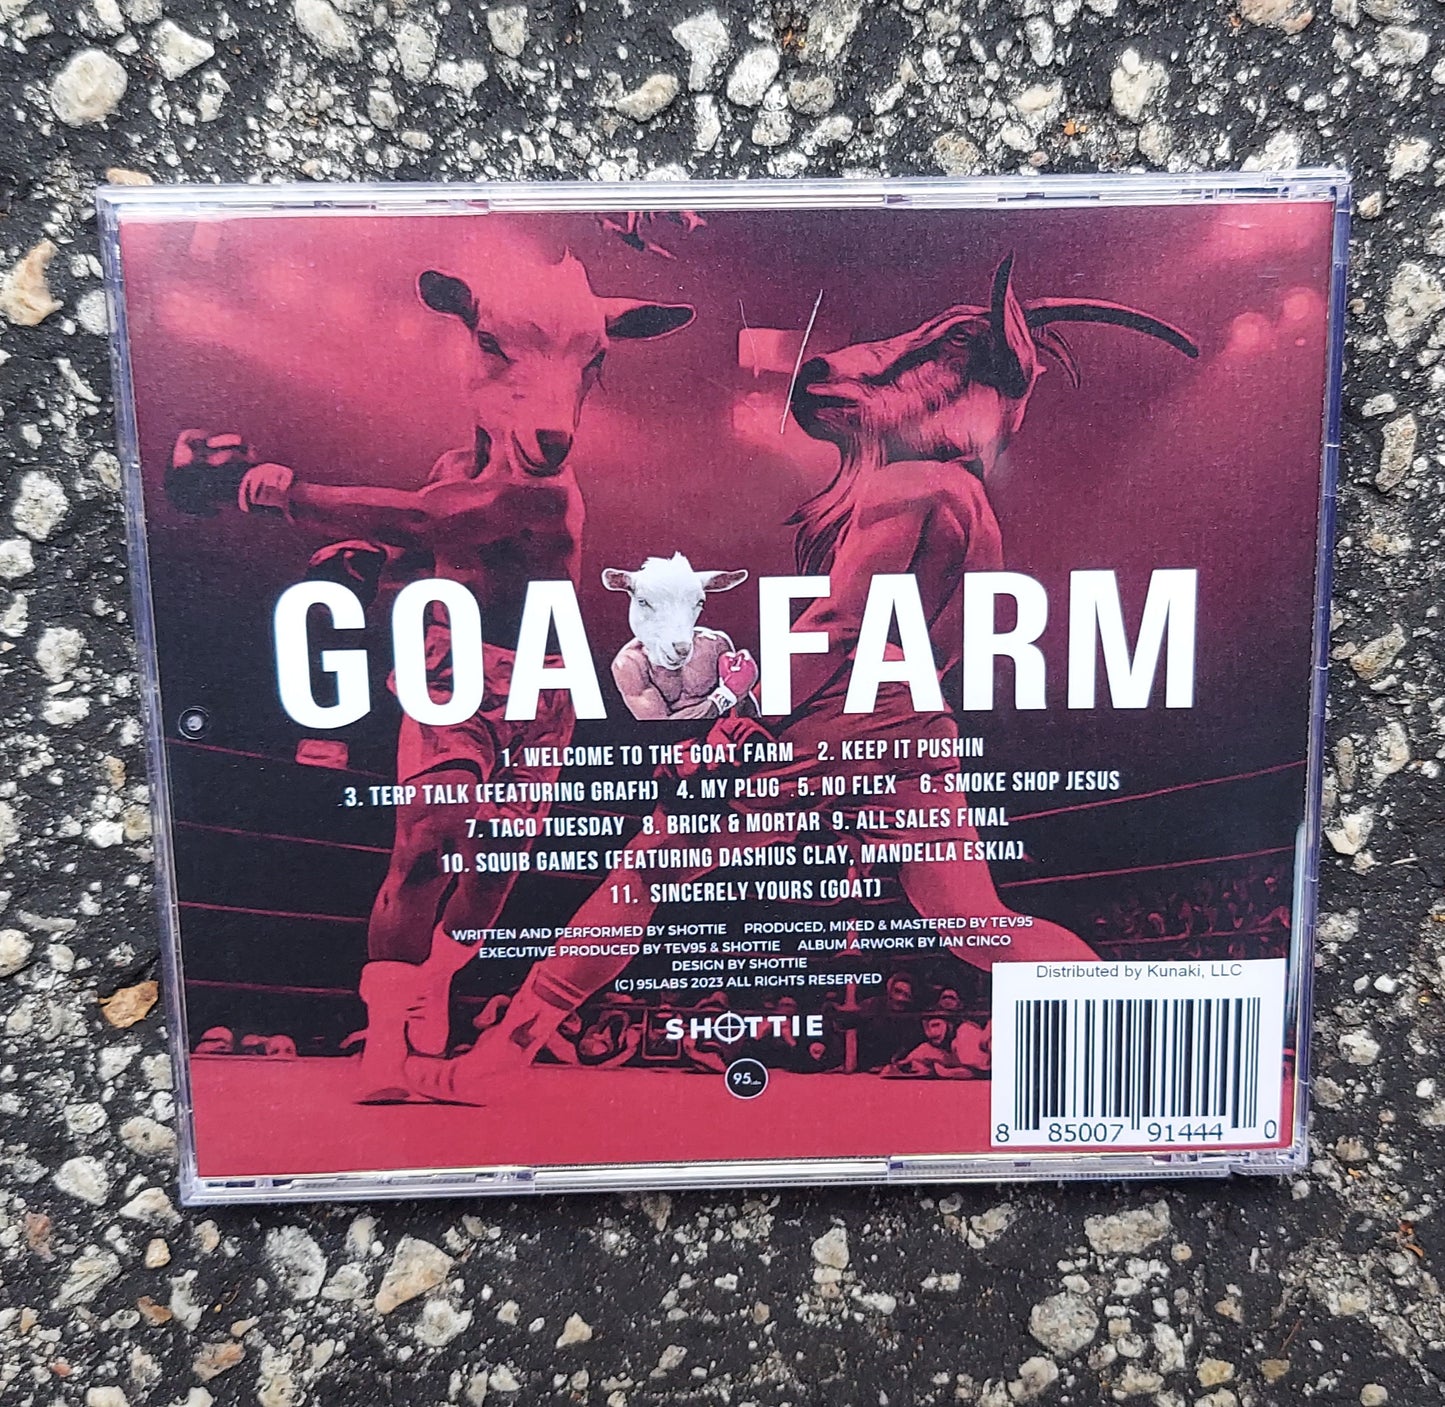 GOA FARM
1. WELCOME TO THE GOAT FARM 2. KEEP IT PUSHIN
3. TERP TALK (FEATURING GRAFH) 4. MY PLUG 5. NO FLEX 6. SMOKE SHOP JESUS
7. TACO TUESDAY 8. BRICK & MORTAR 9. ALL SALES FINAL
10. SQUIB GAMES (FEATURING DASHIUS CLAY, MANDELLA ESKIA)
11. SINCERELY YOURS (GOAT)
WRITTEN AND PERFORMED BY SHOTTIE PRODUCED, MIXED & MASTERED BY TEV95
EXECUTIVE PRODUCED BY TEV95 & SHOTTIE ALBUM ARWORK BY IAN CINCO
DESIGN BY SHOTTIE
(C) 95LABS 2023 ALL RIGHTS RESERVED
SHOTTIE
95
Distributed by Kunaki, LLC
8 85007 91444 0